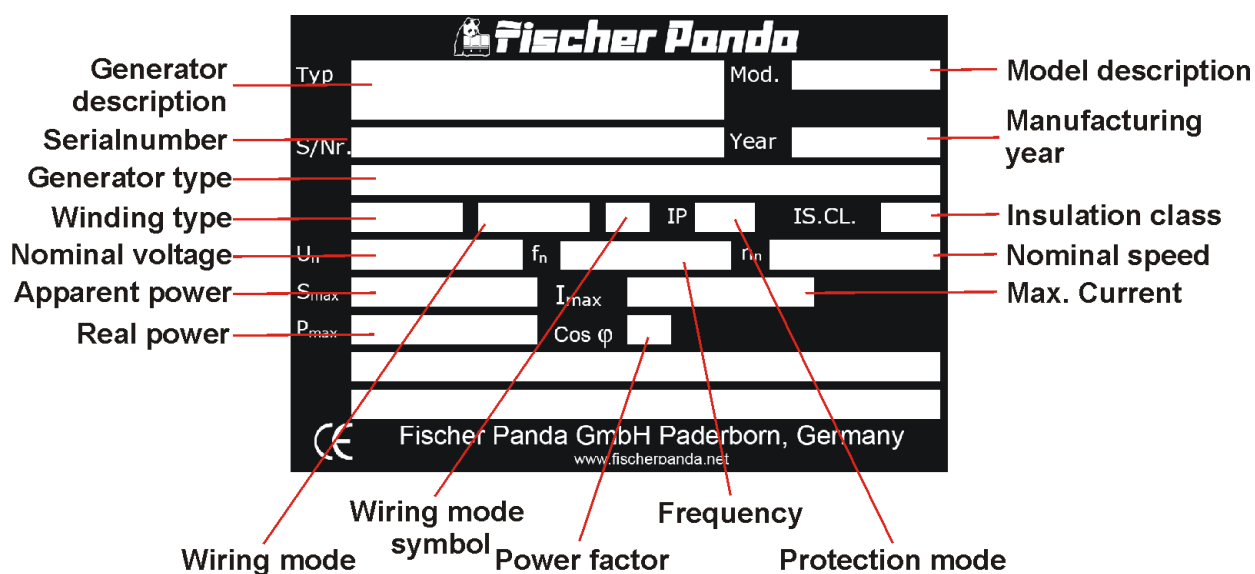 Fischer Panda
Generator description
Typ
Mod.
Model description
Serialnumber
S/Nr.
Year
Manufacturing year
Generator type
Winding type
IP
IS.CL.
Insulation class
Nominal voltage
Un
fn
nn
Nominal speed
Apparent power
Smax
Imax
Max. Current
Real power
Pmax
Cos φ
CE
Fischer Panda GmbH Paderborn, Germany
www.fischerpanda.net
Wiring mode
Wiring mode symbol
Power factor
Frequency
Protection mode